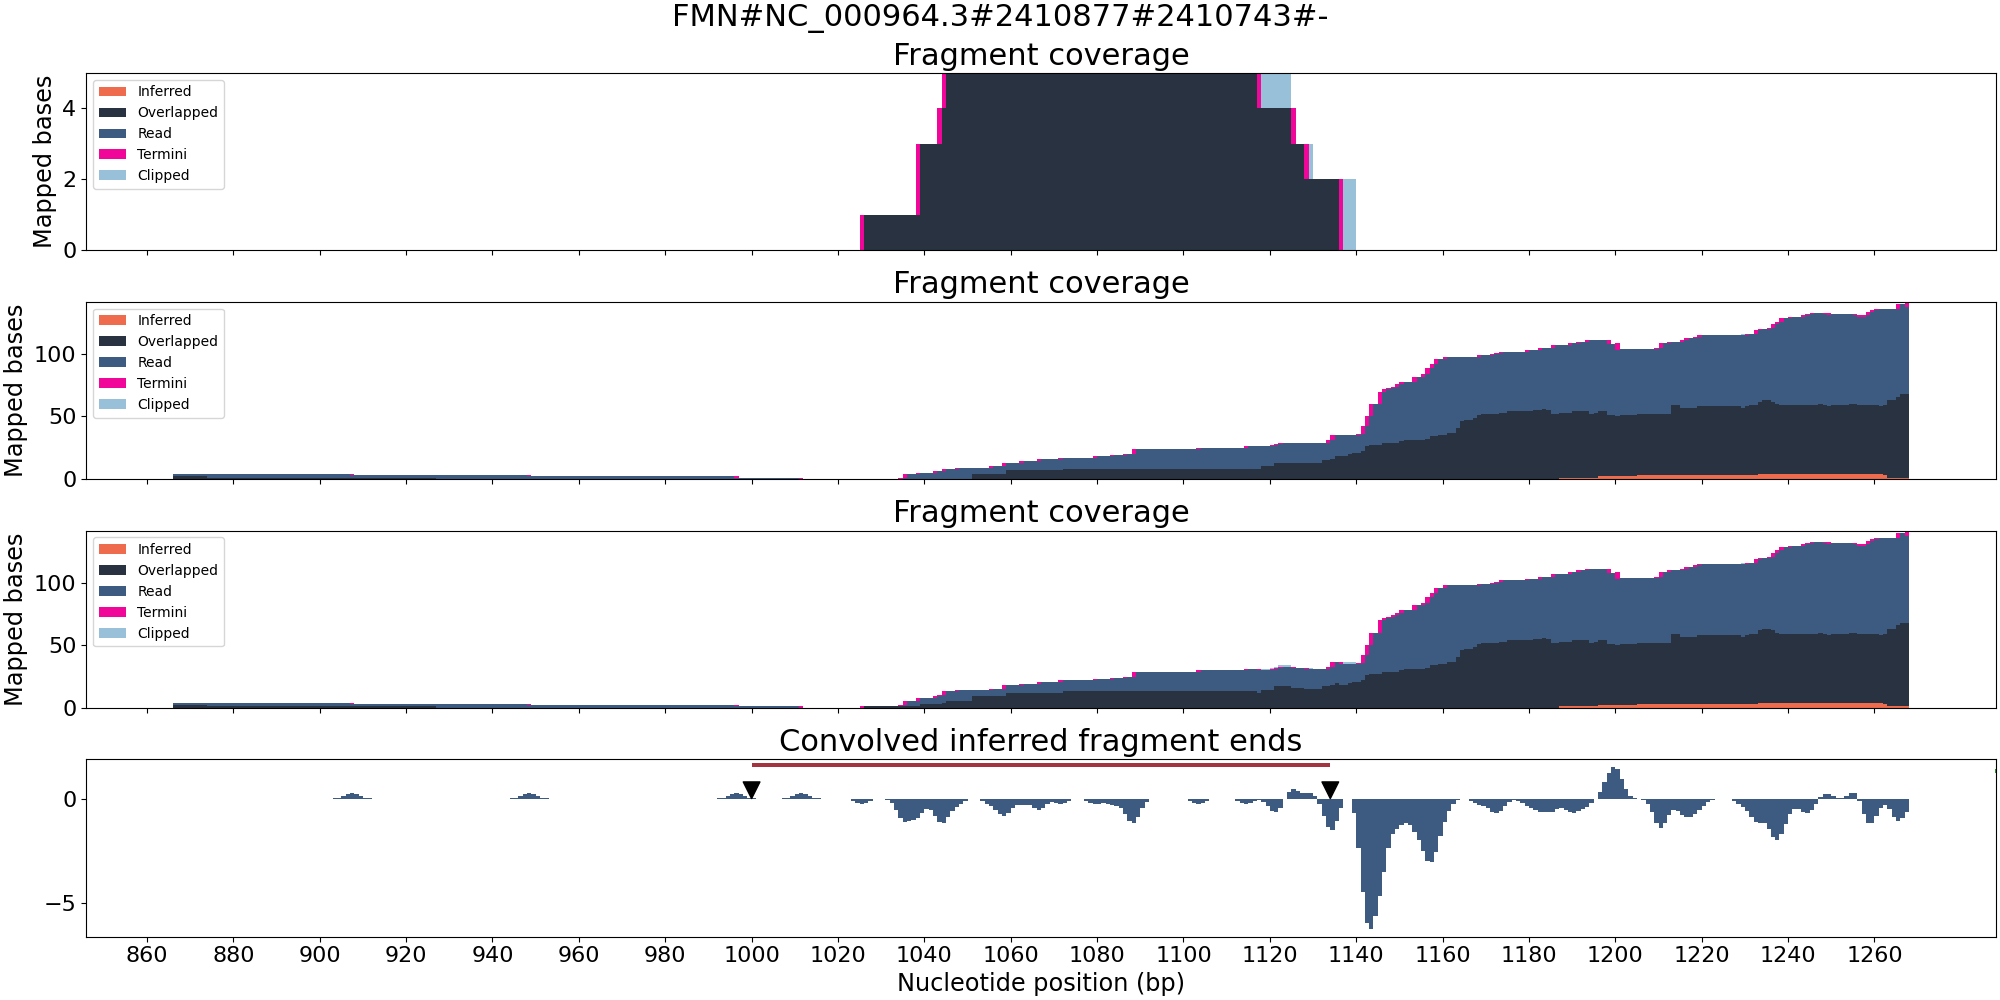 FMN#NC_000964.3#2410877#2410743#-
Fragment coverage
Mapped bases
4
2
0
Inferred
Overlapped
Read
Termini
Clipped
Fragment coverage
Mapped bases
100
50
0
Inferred
Overlapped
Read
Termini
Clipped
Fragment coverage
Mapped bases
100
50
0
Inferred
Overlapped
Read
Termini
Clipped
Convolved inferred fragment ends
0
−5
860 880 900 920 940 960 980 1000 1020 1040 1060 1080 1100 1120 1140 1160 1180 1200 1220 1240 1260
Nucleotide position (bp)